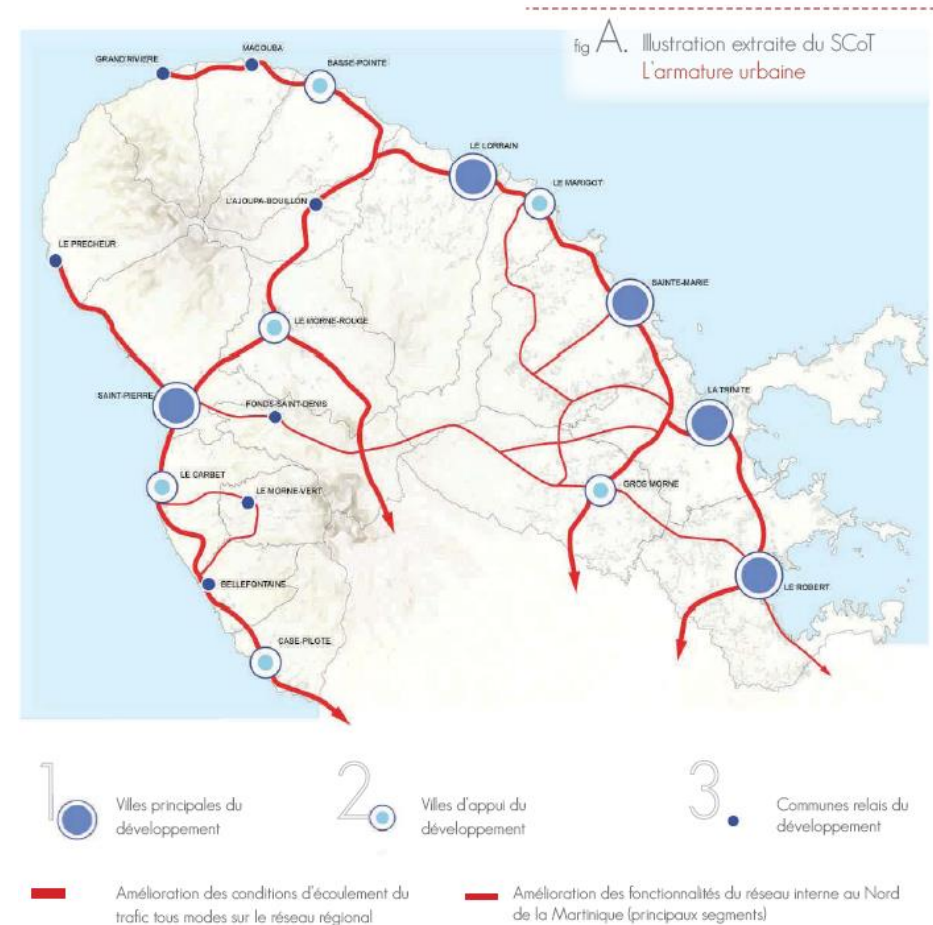 fig A. Illustration extraite du SCoT
L'armature urbaine
GRAND'RIVIERE
MACOUBA
BASSE-POINTE
LE LORRAIN
LE MARIGOT
L'AJOUPA-BOUILLON
LE PRECHEUR
SAINTE-MARIE
LE MORNE-ROUGE
LA TRINITE
SAINT-PIERRE
FONDS-SAINT-DENIS
LE CARBET
LE MORNE-VERT
GROS MORNE
BELLEFONTAINE
LE ROBERT
CASE-PILOTE
1
Villes principales du
développement
2
Villes d'appui du
développement
3
Communes relais du
développement
Amélioration des conditions d'écoulement du
trafic tous modes sur le réseau régional
Amélioration des fonctionnalités du réseau interne au Nord
de la Martinique (principaux segments)